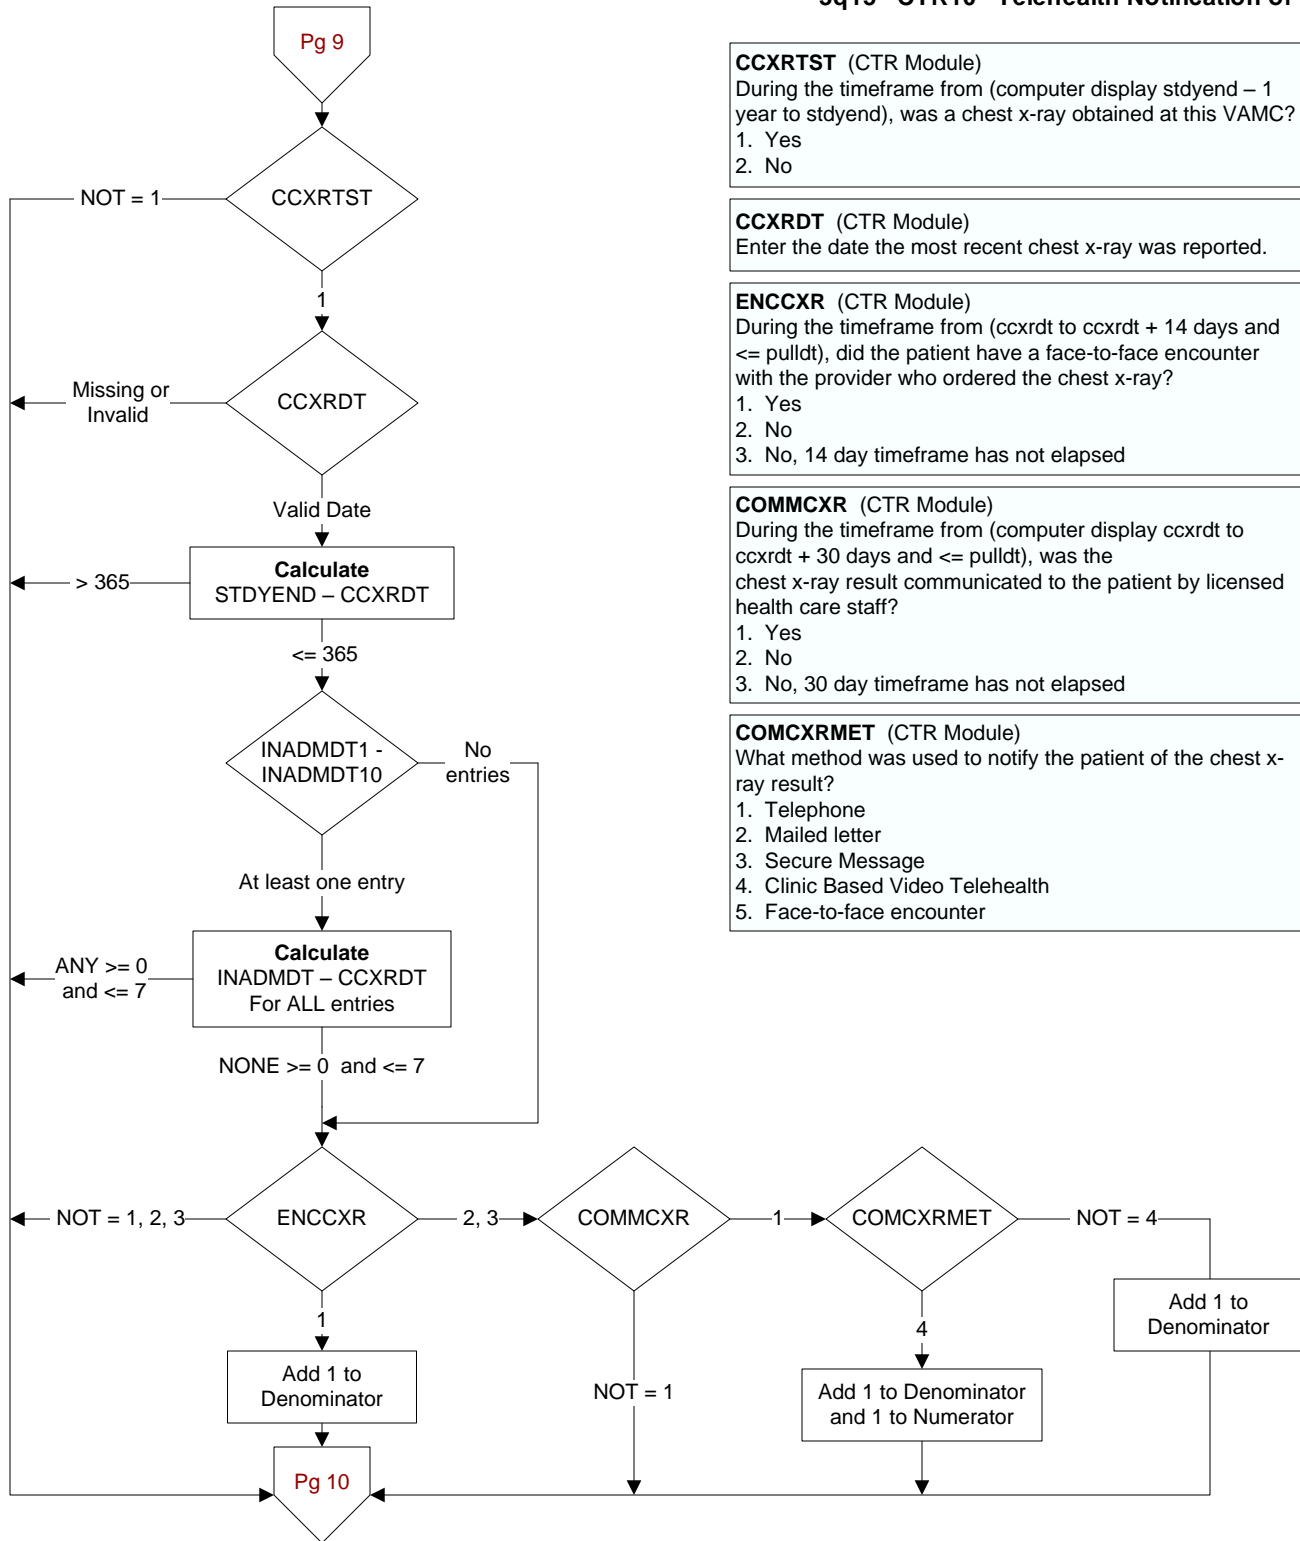 3q15 - CTR10 - Telehealth Notification of
Pg 9
CCXRTST
NOT = 1
1
CCXRDT
Missing or
Invalid
Valid Date
Calculate
STDYEND – CCXRDT
> 365
<= 365
INADMDT1 -
INADMDT10
No
entries
At least one entry
Calculate
INADMDT – CCXRDT
For ALL entries
ANY >= 0
and <= 7
NONE >= 0 and <= 7
NOT = 1, 2, 3
ENCCXR
2, 3
COMMCXR
1
COMCXRMET
NOT = 4
1
4
NOT = 1
Add 1 to
Denominator
Add 1 to Denominator
and 1 to Numerator
Add 1 to
Denominator
Pg 10
CCXRTST (CTR Module)
During the timeframe from (computer display stdyend – 1
year to stdyend), was a chest x-ray obtained at this VAMC?
1. Yes
2. No
CCXRDT (CTR Module)
Enter the date the most recent chest x-ray was reported.
ENCCXR (CTR Module)
During the timeframe from (ccxrdt to ccxrdt + 14 days and
<= pulldt), did the patient have a face-to-face encounter
with the provider who ordered the chest x-ray?
1. Yes
2. No
3. No, 14 day timeframe has not elapsed
COMMCXR (CTR Module)
During the timeframe from (computer display ccxrdt to
ccxrdt + 30 days and <= pulldt), was the
chest x-ray result communicated to the patient by licensed
health care staff?
1. Yes
2. No
3. No, 30 day timeframe has not elapsed
COMCXRMET (CTR Module)
What method was used to notify the patient of the chest x-
ray result?
1. Telephone
2. Mailed letter
3. Secure Message
4. Clinic Based Video Telehealth
5. Face-to-face encounter